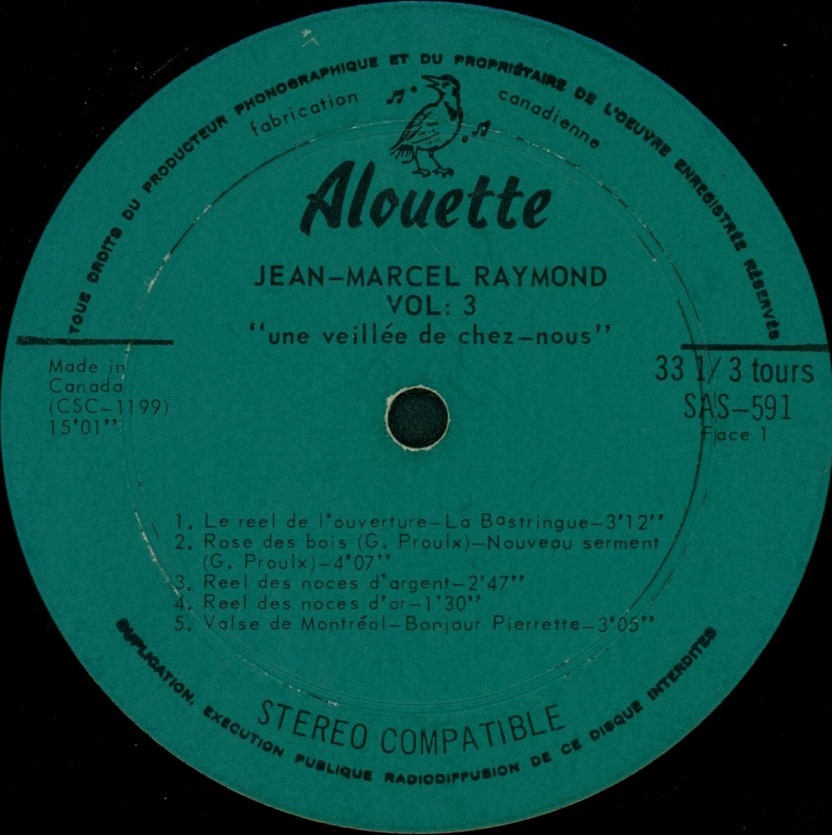 TOUS DROITS DU PRODUCTEUR PHONOGRAPHIQUE ET DU PROPRIÉTAIRE DE L'OEUVRE ENREGISTRÉE RÉSERVÉS
fabrication canadienne
Alouette
JEAN-MARCEL RAYMOND
VOL: 3
"une veillée de chez-nous"
Made in
Canada
(CSC-1199)
15'01"
33 1/3 tours
SAS-591
Face 1
1. Le reel de l'ouverture-La Bastringue-3'12"
2. Rose des bois (G. Proulx)-Nouveau serment
(G. Proulx)-4'07"
3. Reel des noces d'argent-2'47"
4. Reel des noces d'or-1'30"
5. Valse de Montréal-Bonjour Pierrette-3'05"
STEREO COMPATIBLE
DUPLICATION, EXÉCUTION PUBLIQUE RADIODIFFUSION DE CE DISQUE INTERDITES